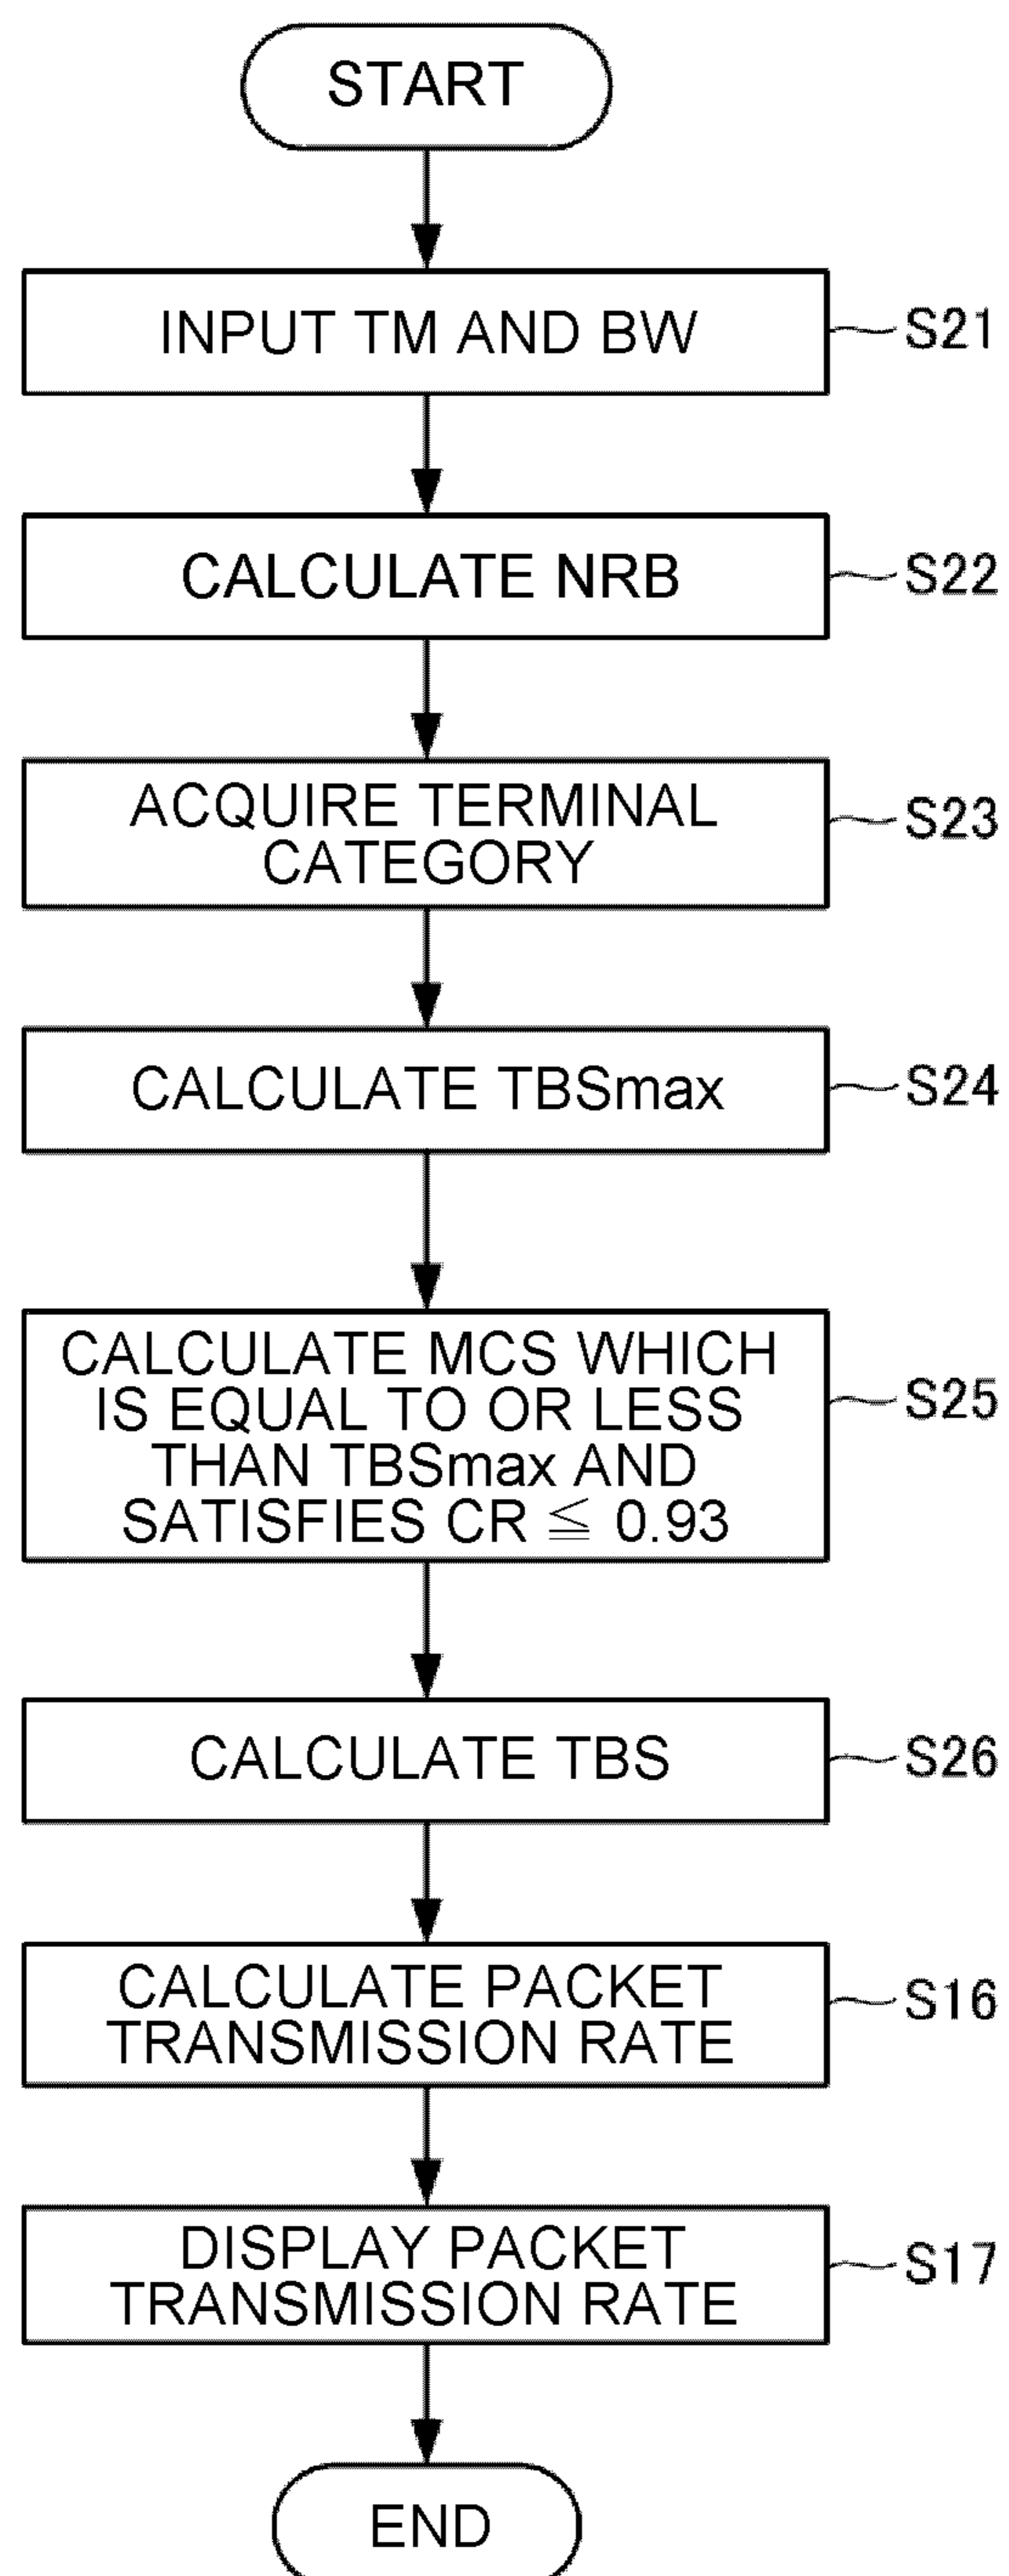 START
INPUT TM AND BW
S21
CALCULATE NRB
S22
ACQUIRE TERMINAL
CATEGORY
S23
CALCULATE TBSmax
S24
CALCULATE MCS WHICH
IS EQUAL TO OR LESS
THAN TBSmax AND
SATISFIES CR ≦ 0.93
S25
CALCULATE TBS
S26
CALCULATE PACKET
TRANSMISSION RATE
S16
DISPLAY PACKET
TRANSMISSION RATE
S17
END